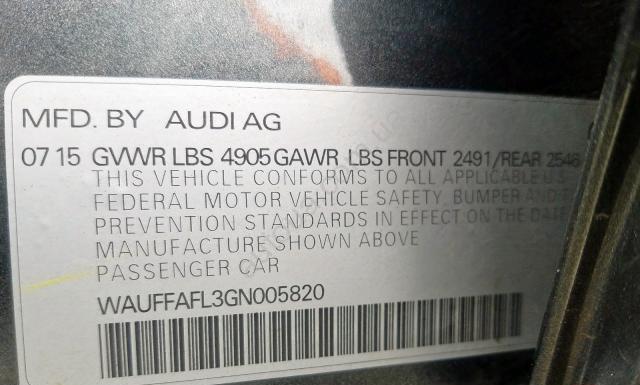 MFD. BY AUDI AG
07 15 GVWR LBS 4905 GAWR LBS FRONT 2491/REAR 2546
THIS VEHICLE CONFORMS TO ALL APPLICABLE U.S.
FEDERAL MOTOR VEHICLE SAFETY, BUMPER AND
PREVENTION STANDARDS IN EFFECT ON THE DATE
MANUFACTURE SHOWN ABOVE
PASSENGER CAR
WAUFFAFL3GN005820